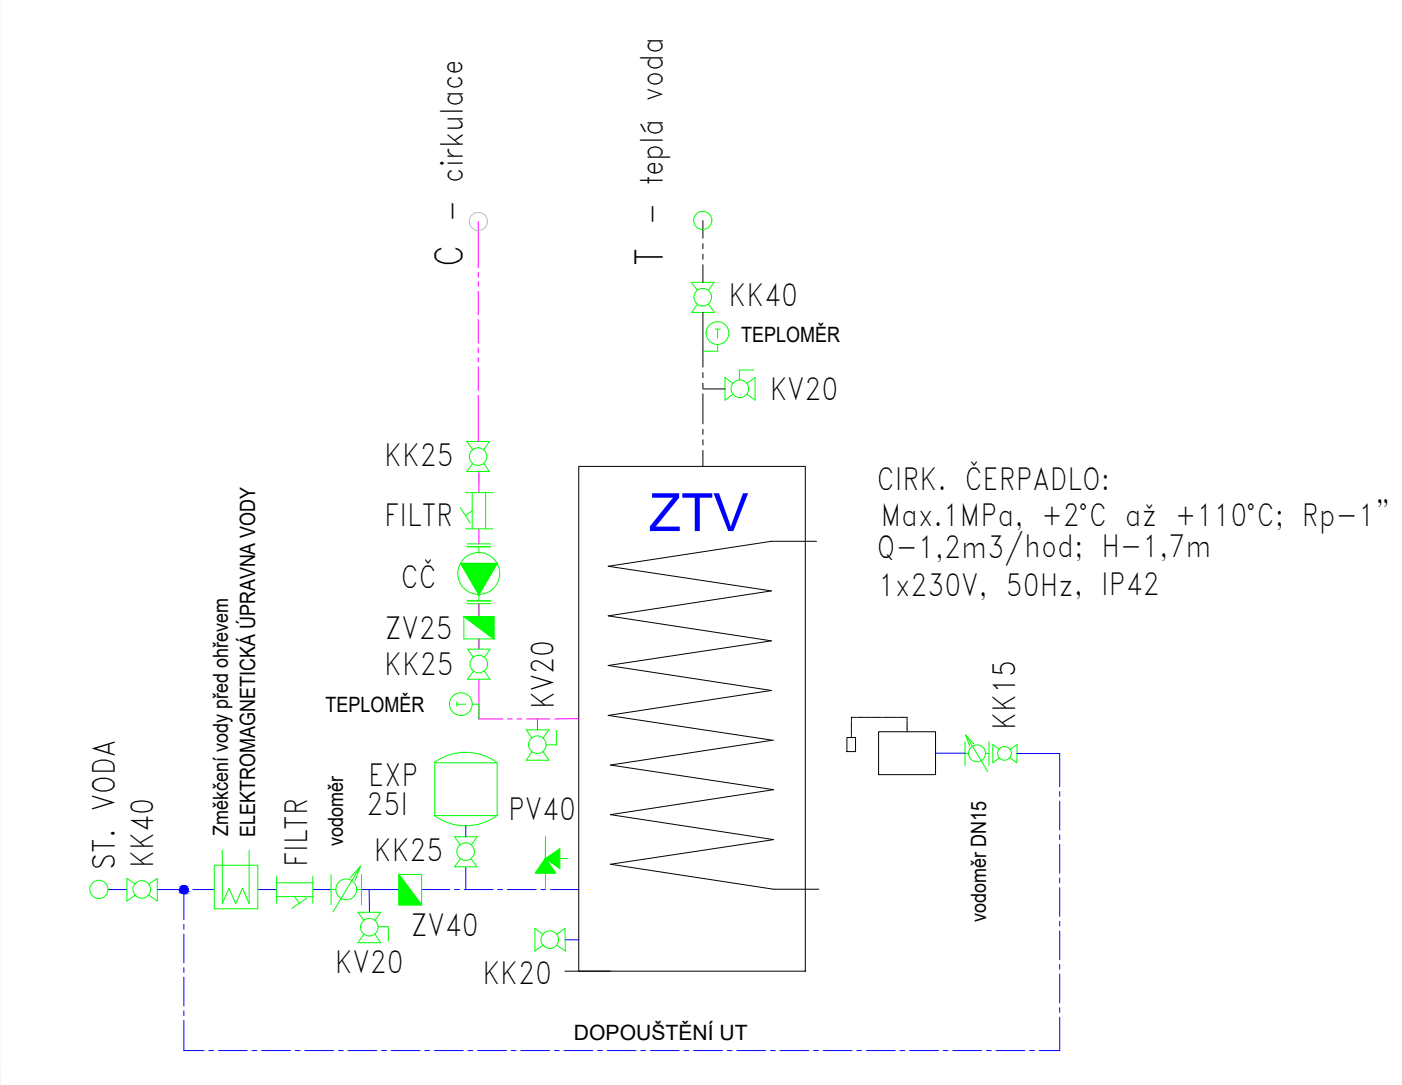 C - cirkulace
T - teplá voda
KK40
T
TEPLOMĚR
KV20
KK25
FILTR
CČ
ZV25
KK25
T
TEPLOMĚR
KV20
ZTV
CIRK. ČERPADLO:
Max.1MPa, +2°C až +110°C; Rp-1"
Q-1,2m3/hod; H-1,7m
1x230V, 50Hz, IP42
ST. VODA
KK40
Změkčení vody před ohřevem
ELEKTROMAGNETICKÁ ÚPRAVNA VODY
FILTR
vodoměr
EXP
25l
KK25
PV40
ZV40
KV20
KK20
KK15
vodoměr DN15
DOPOUŠTĚNÍ UT